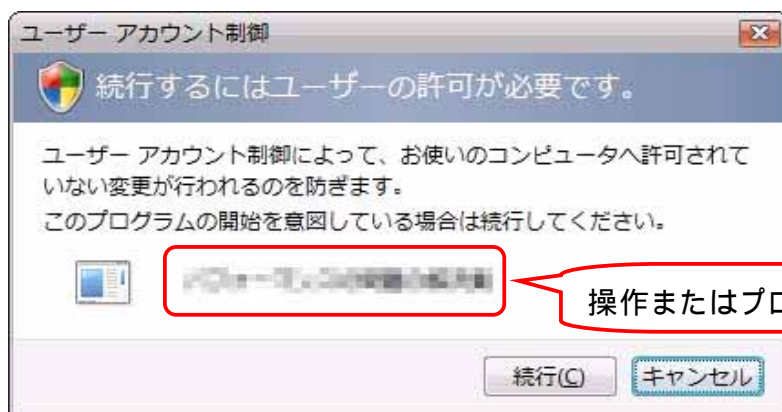 ユーザー アカウント制御
続行するにはユーザーの許可が必要です。
ユーザー アカウント制御によって、お使いのコンピュータへ許可されて
いない変更が行われるのを防ぎます。
このプログラムの開始を意図している場合は続行してください。
操作またはプロ
続行(C)
キャンセル